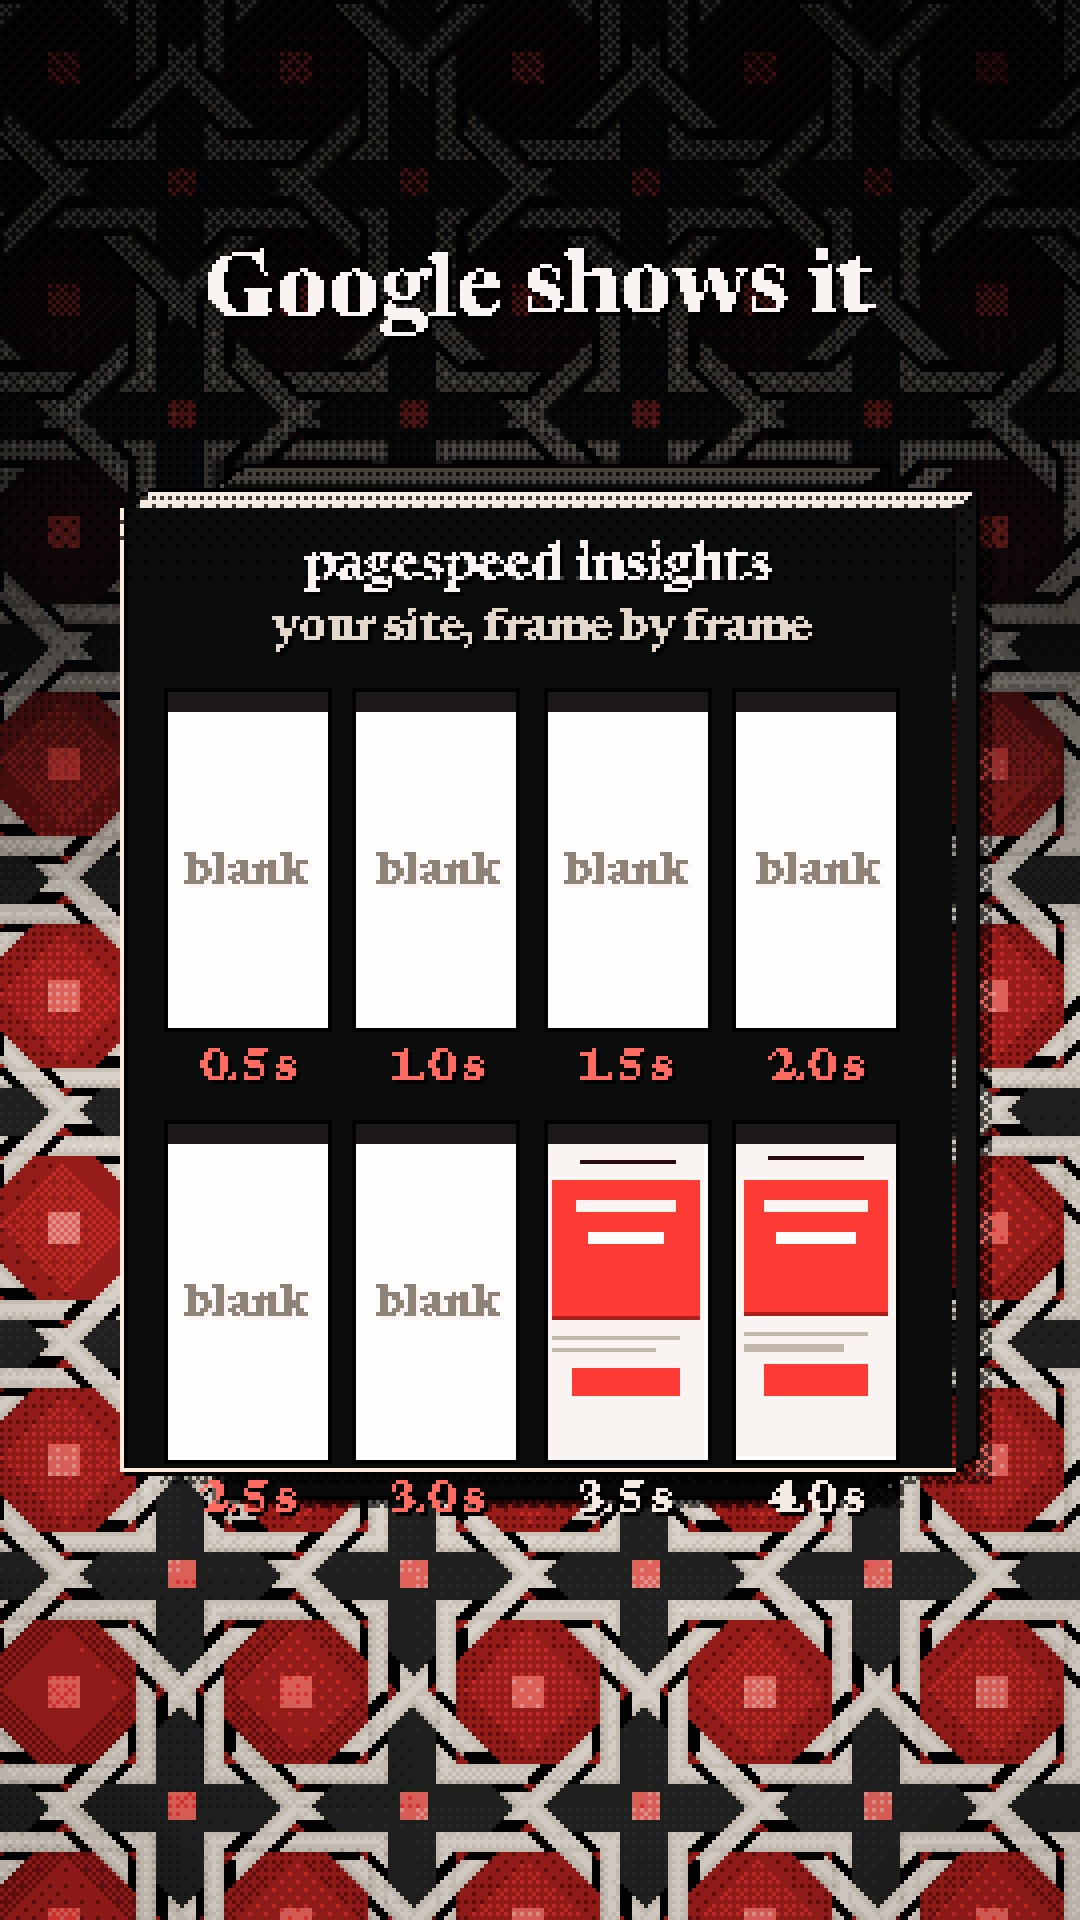 Google shows it
pagespeed insights
your site, frame by frame
blank blank blank blank
0.5s 1.0s 1.5s 2.0s
blank blank
2.5s 3.0s 3.5s 4.0s